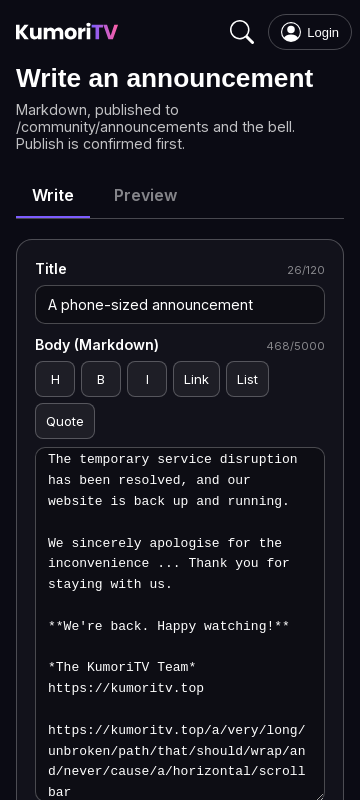 KumoriTV
Login
Write an announcement
Markdown, published to
/community/announcements and the bell.
Publish is confirmed first.
Write Preview
Title 26/120
A phone-sized announcement
Body (Markdown) 468/5000
H B I Link List
Quote
The temporary service disruption
has been resolved, and our
website is back up and running.
We sincerely apologise for the
inconvenience ... Thank you for
staying with us.
**We're back. Happy watching!**
*The KumoriTV Team*
https://kumoritv.top
https://kumoritv.top/a/very/long/
unbroken/path/that/should/wrap/an
d/never/cause/a/horizontal/scroll
bar